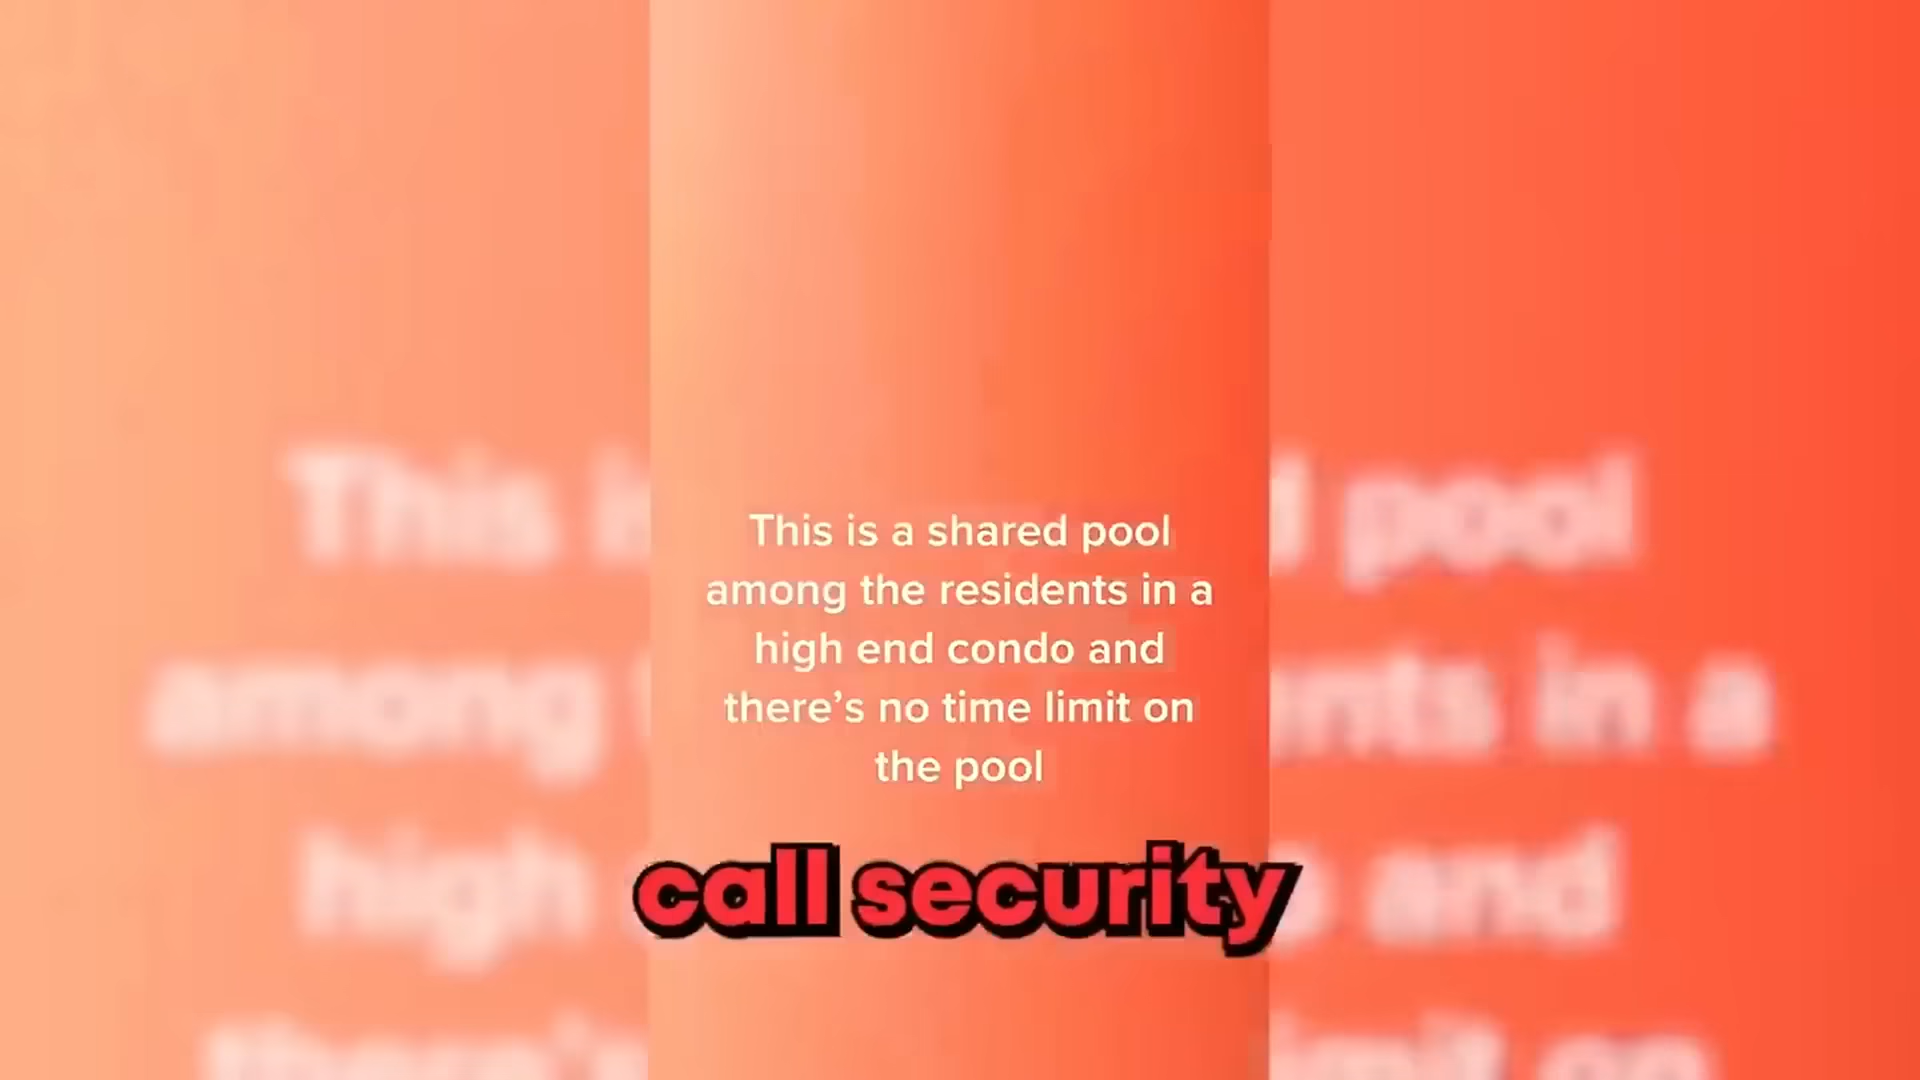 This is a shared pool
among the residents in a
high end condo and
there's no time limit on
the pool
call security